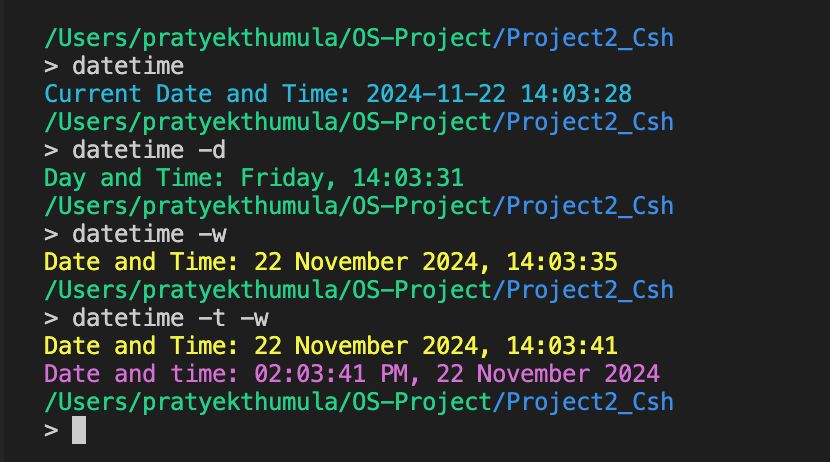 /Users/pratyekthumula/OS-Project/Project2_Csh
> datetime
Current Date and Time: 2024-11-22 14:03:28
/Users/pratyekthumula/OS-Project/Project2_Csh
> datetime -d
Day and Time: Friday, 14:03:31
/Users/pratyekthumula/OS-Project/Project2_Csh
> datetime -w
Date and Time: 22 November 2024, 14:03:35
/Users/pratyekthumula/OS-Project/Project2_Csh
> datetime -t -w
Date and Time: 22 November 2024, 14:03:41
Date and time: 02:03:41 PM, 22 November 2024
/Users/pratyekthumula/OS-Project/Project2_Csh
>